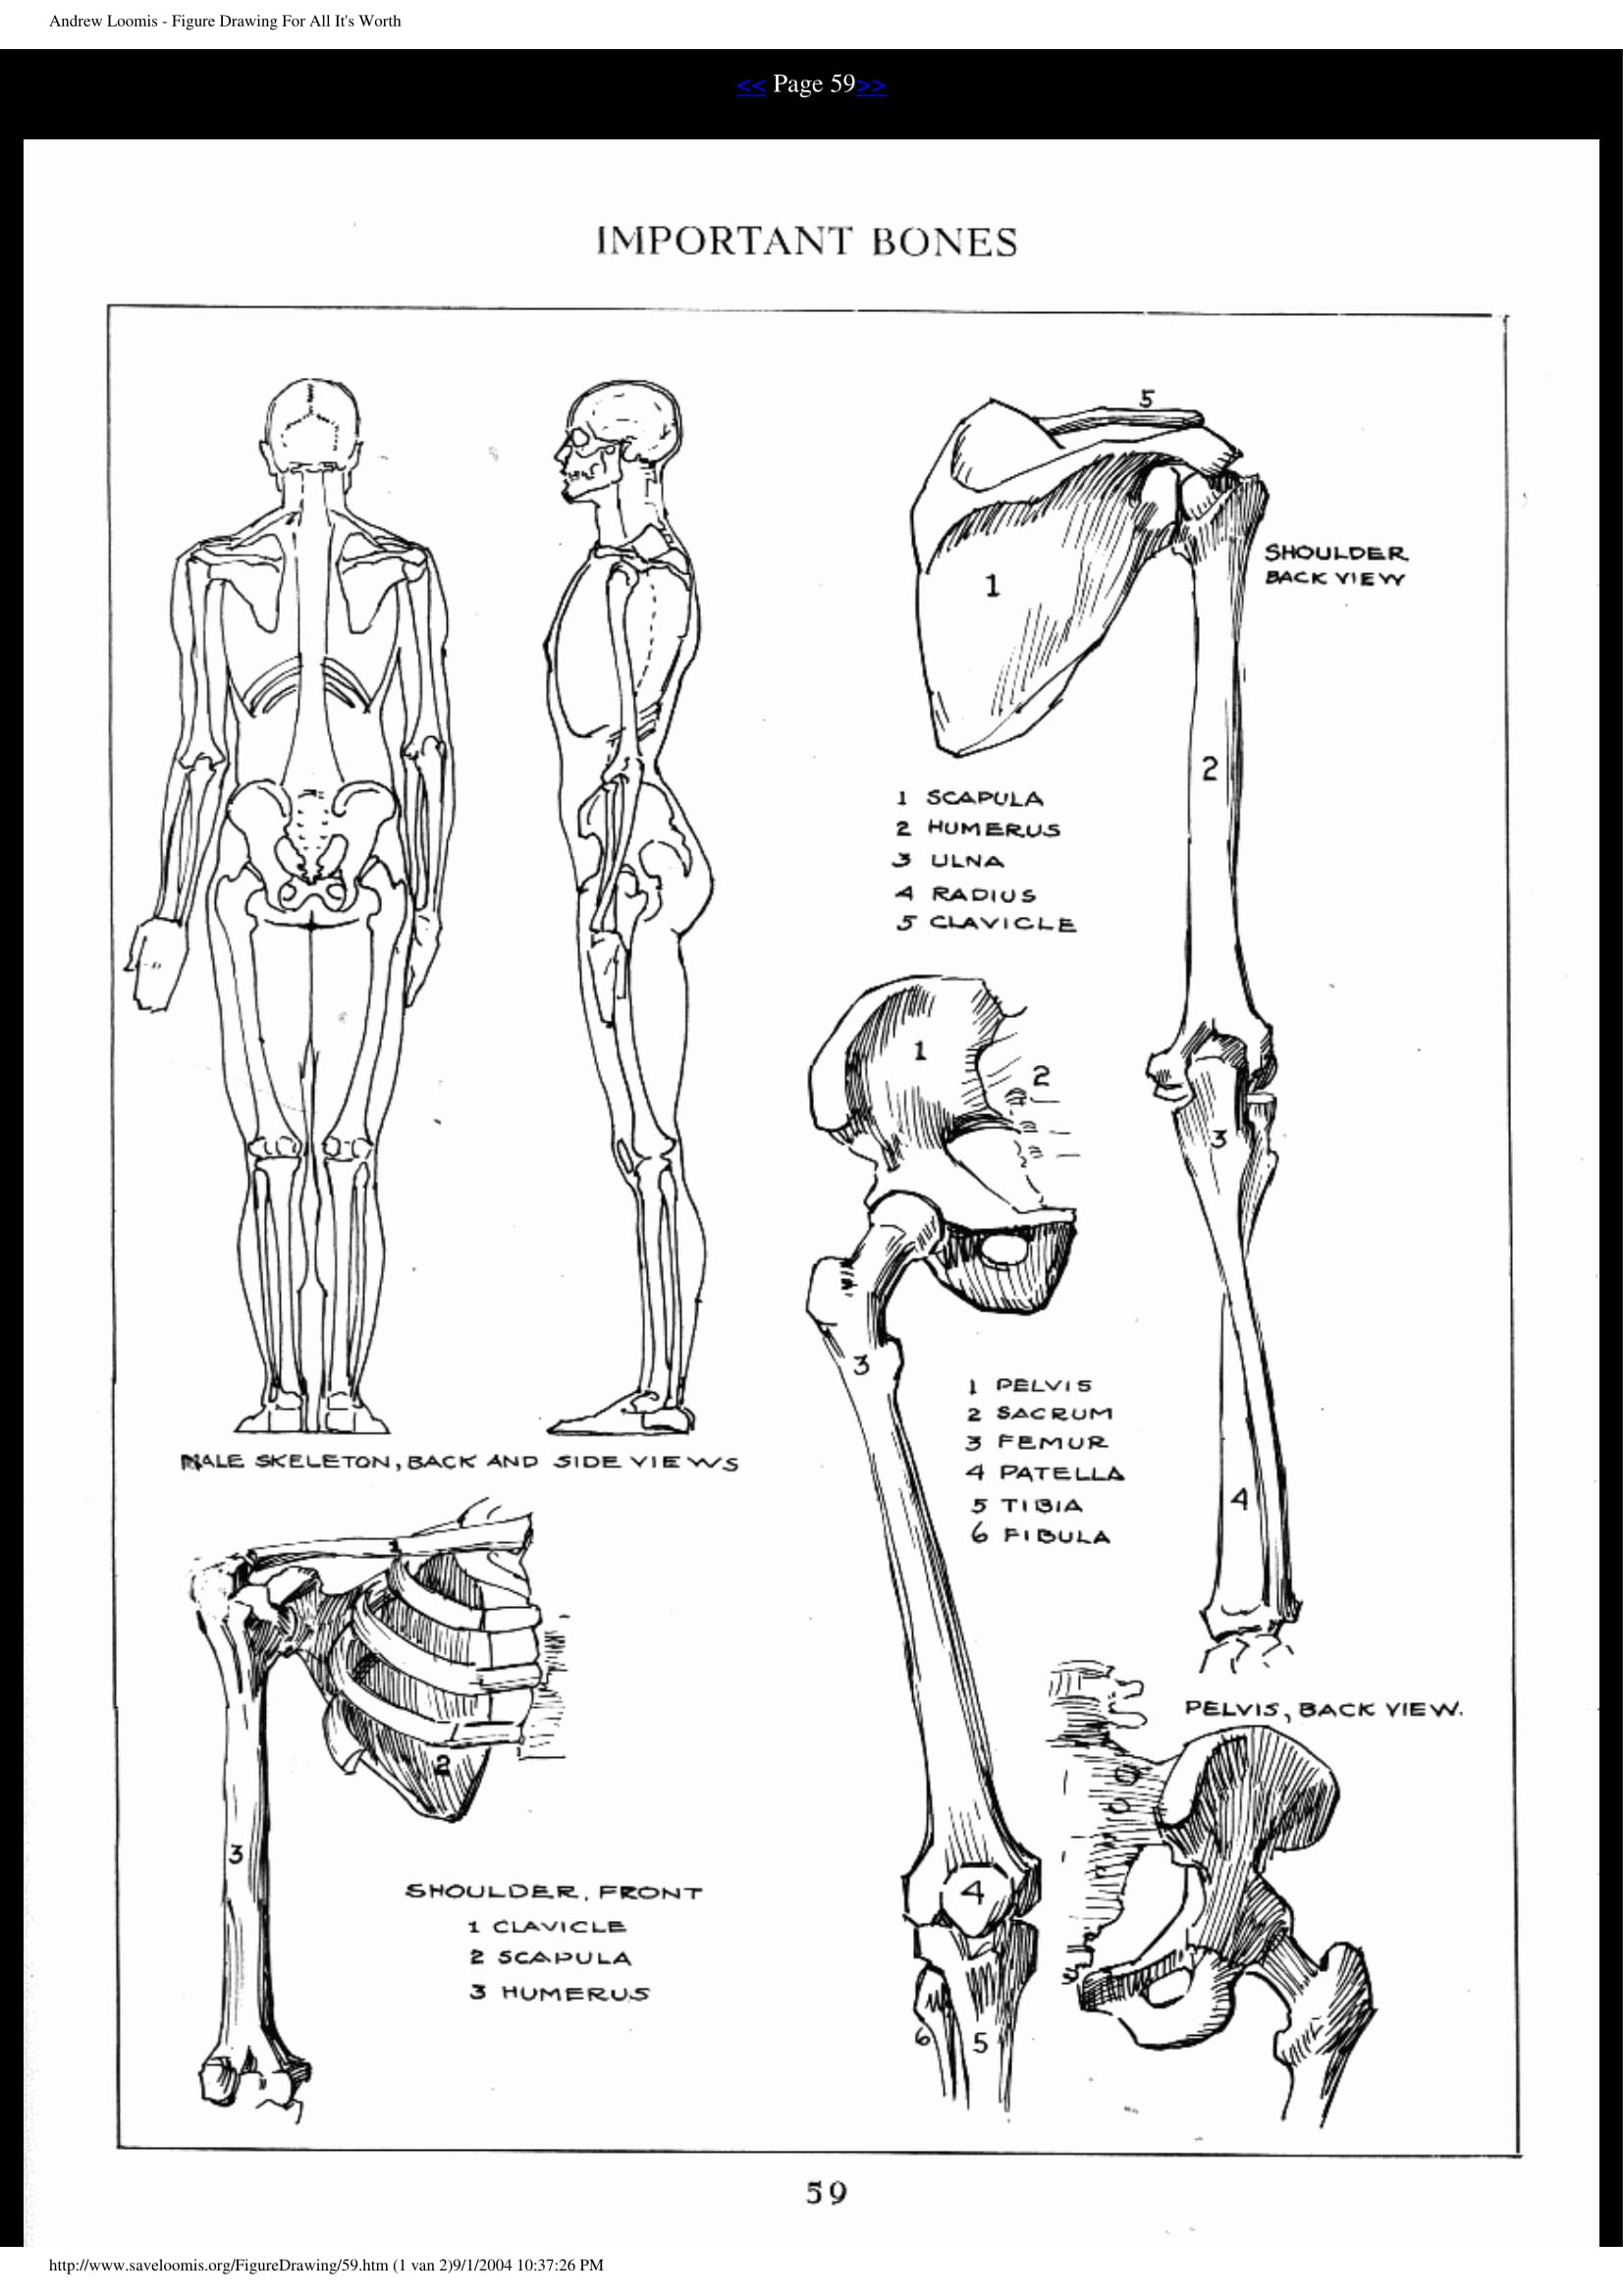 Andrew Loomis - Figure Drawing For All It's Worth
<< Page 59>>
IMPORTANT BONES
5
1
SHOULDER
BACK VIEW
2
1 SCAPULA
2 HUMERUS
3 ULNA
4 RADIUS
5 CLAVICLE
1
2
3
3
1 PELVIS
2 SACRUM
3 FEMUR
4 PATELLA
5 TIBIA
6 FIBULA
4
MALE SKELETON, BACK AND SIDE VIEWS
1
2
3
SHOULDER, FRONT
1 CLAVICLE
2 SCAPULA
3 HUMERUS
PELVIS, BACK VIEW.
4
6
5
59
http://www.saveloomis.org/FigureDrawing/59.htm (1 van 2)9/1/2004 10:37:26 PM